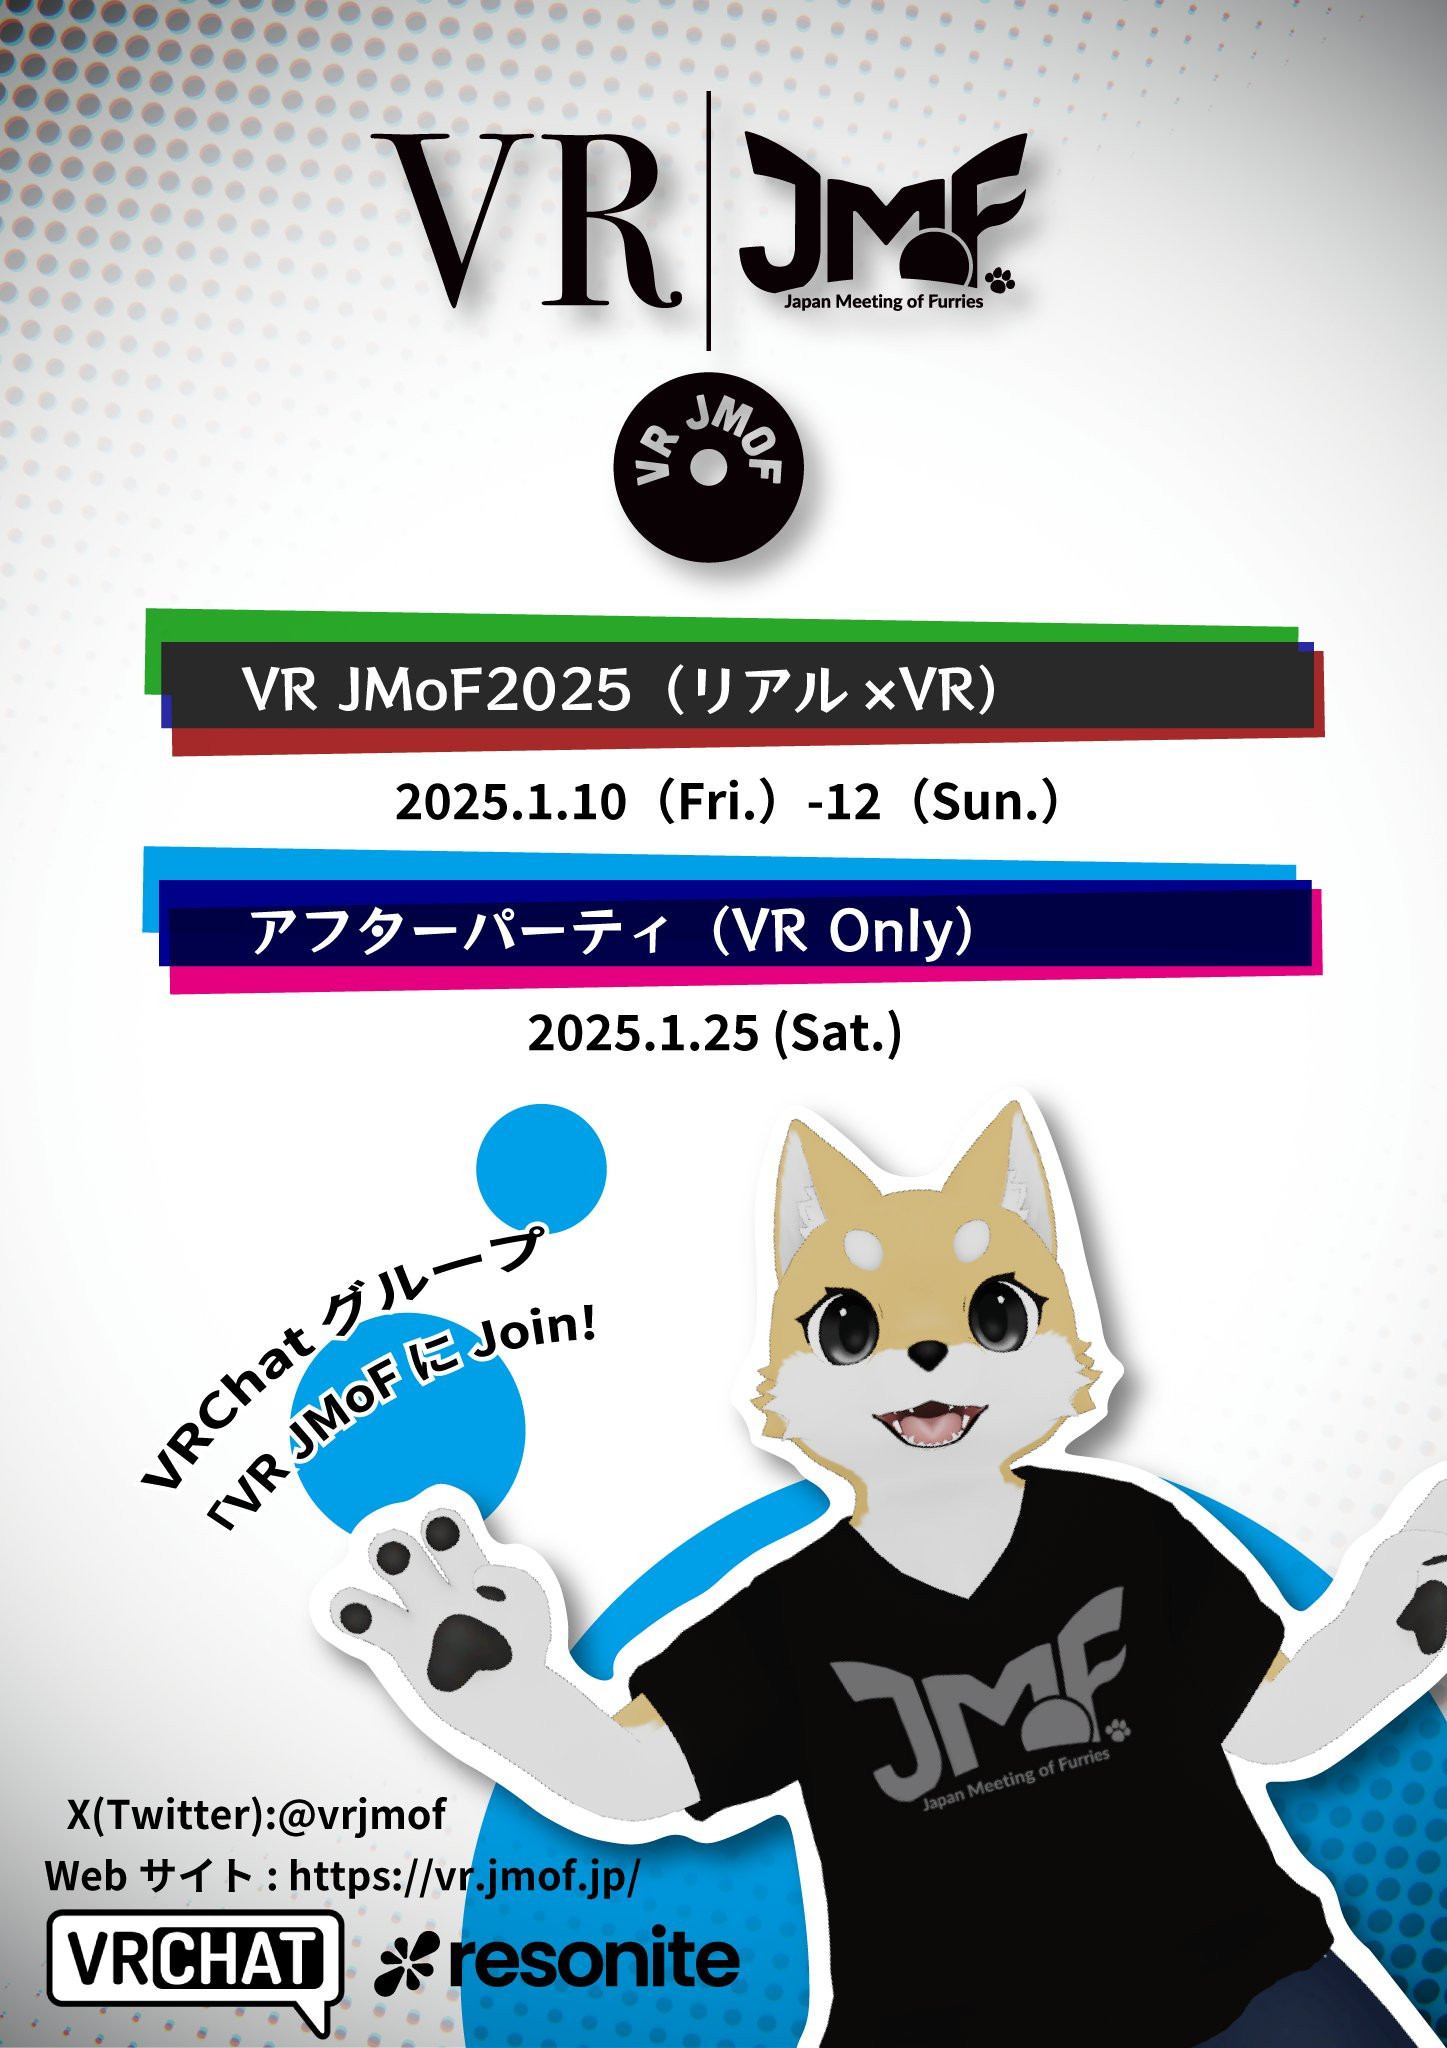 VR
JMoF
Japan Meeting of Furries
VR JMOF
VR JMoF2025（リアル×VR）
2025.1.10（Fri.）-12（Sun.）
アフターパーティ（VR Only）
2025.1.25 (Sat.)
VRChat グループ
「VR JMoF に Join!
JMoF
Japan Meeting of Furries
X(Twitter):@vrjmof
Web サイト : https://vr.jmof.jp/
VRCHAT
resonite